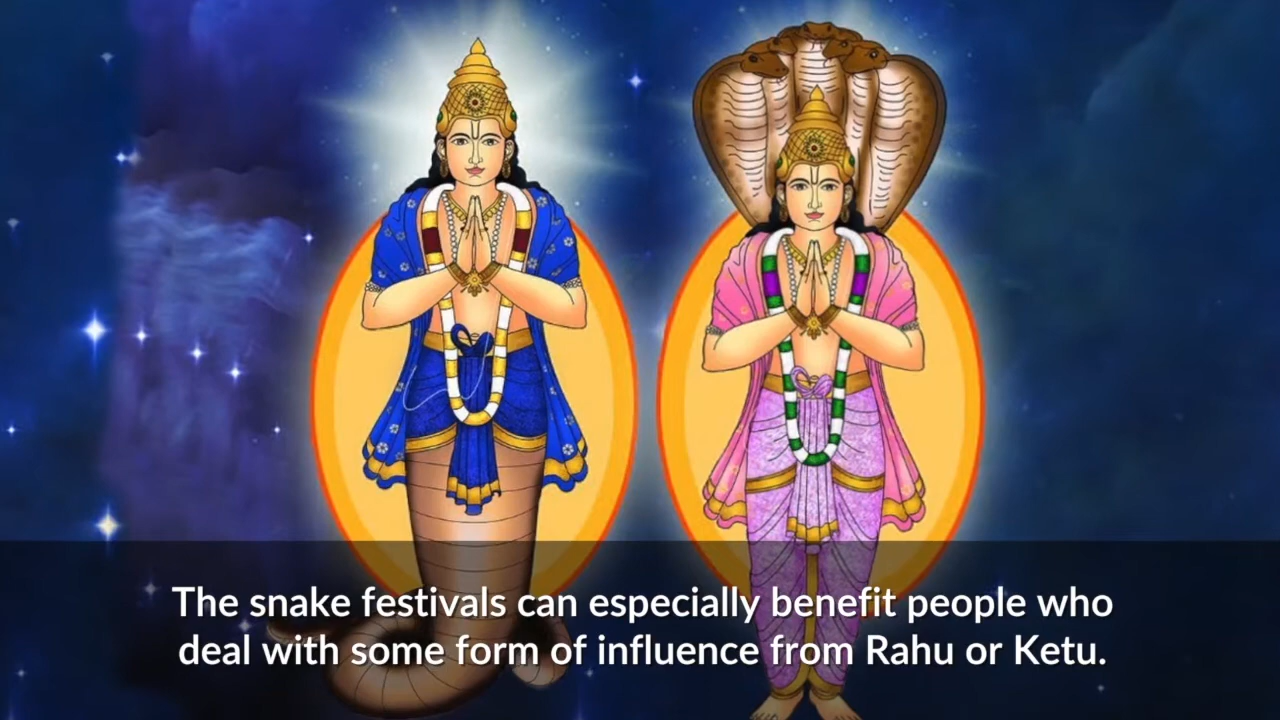 The snake festivals can especially benefit people who
deal with some form of influence from Rahu or Ketu.